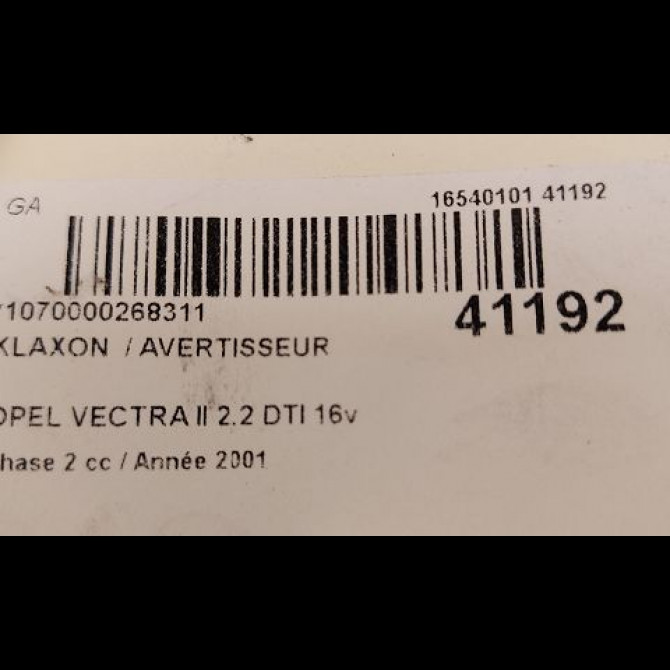 GA
16540101 41192
1070000268311
41192
KLAXON / AVERTISSEUR
OPEL VECTRA II 2.2 DTI 16v
hase 2 cc / Année 2001